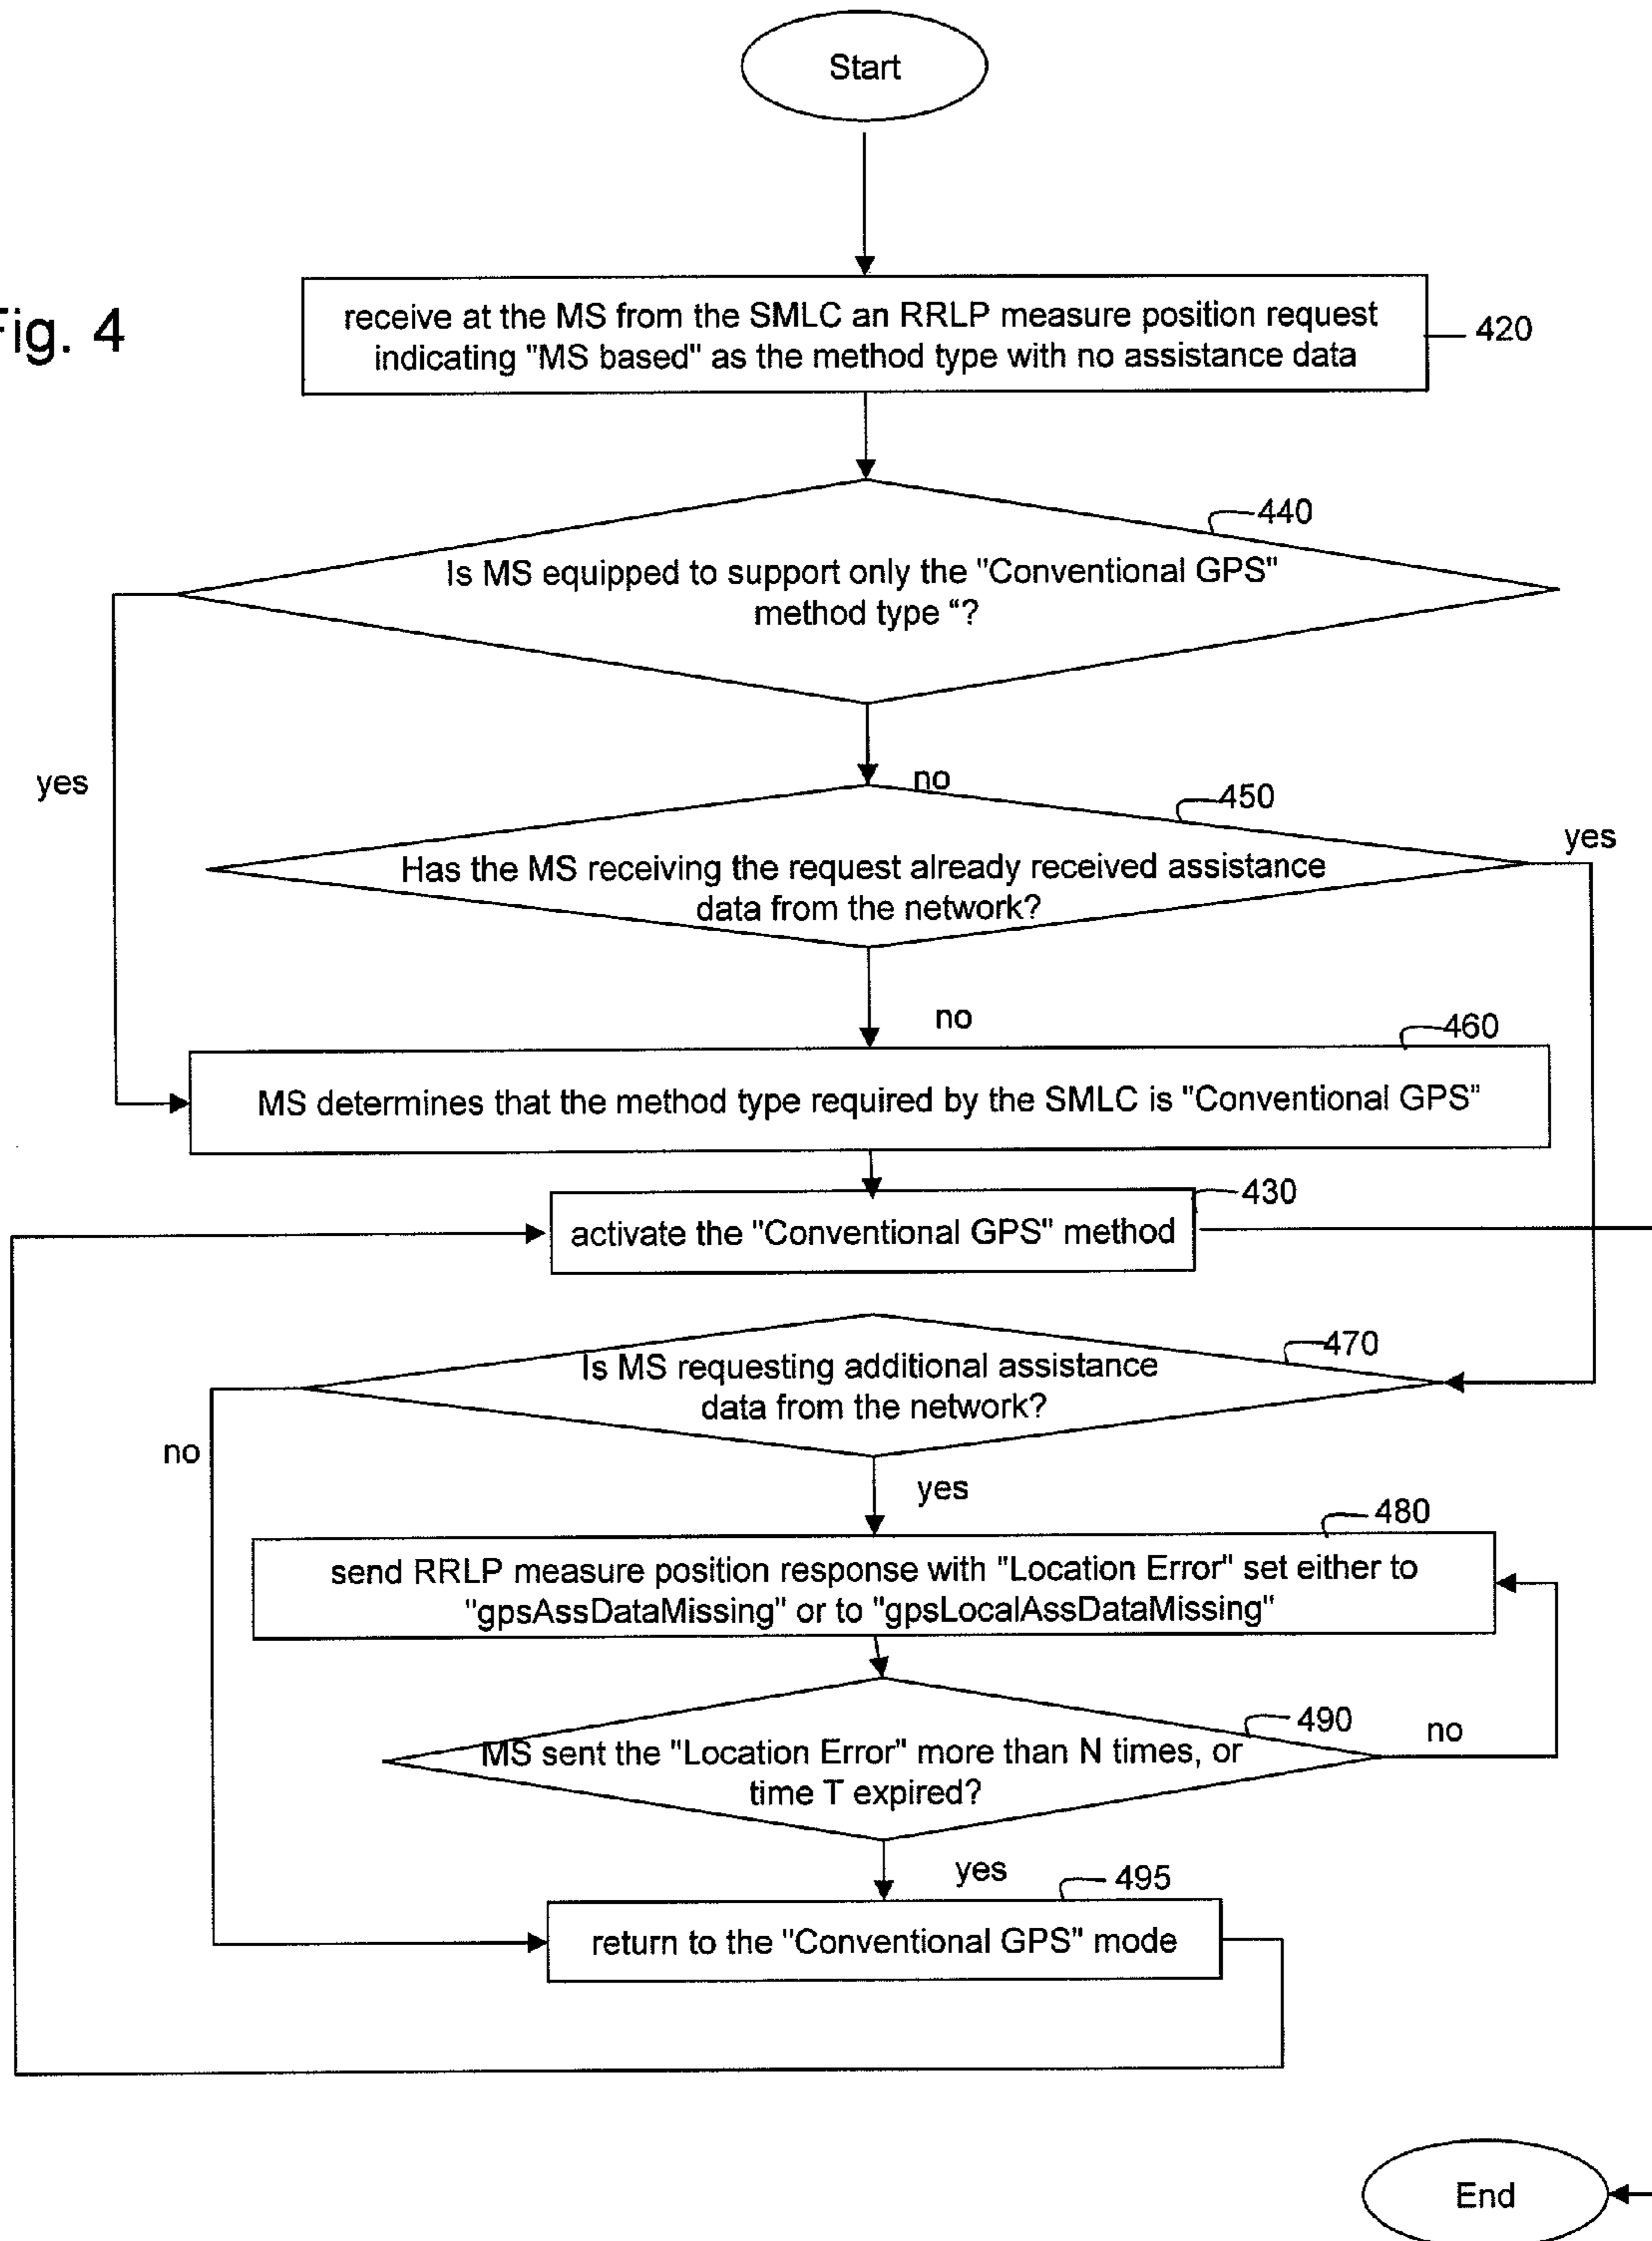 Start
Fig. 4
receive at the MS from the SMLC an RRLP measure position request
indicating "MS based" as the method type with no assistance data
420
440
Is MS equipped to support only the "Conventional GPS"
method type “?
yes
no
450
yes
Has the MS receiving the request already received assistance
data from the network?
no
460
MS determines that the method type required by the SMLC is "Conventional GPS"
430
activate the "Conventional GPS" method
470
Is MS requesting additional assistance
data from the network?
no
yes
480
send RRLP measure position response with "Location Error" set either to
"gpsAssDataMissing" or to "gpsLocalAssDataMissing"
490
no
MS sent the "Location Error" more than N times, or
time T expired?
yes
495
return to the "Conventional GPS" mode
End